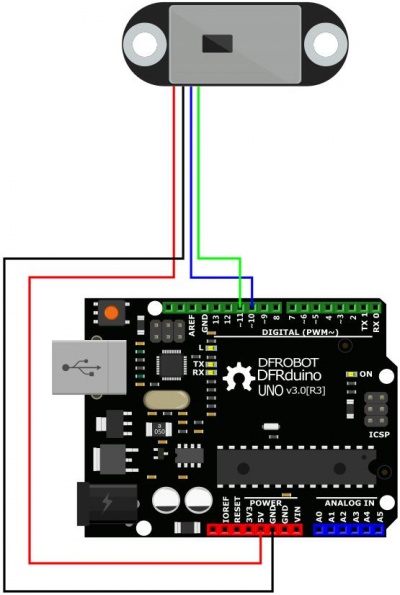 AREF
GND
13
12
~11
~10
~9
8
7
~6
~5
4
~3
2
TX 1
RX 0
DIGITAL (PWM~)
L
TX
RX
DFROBOT
DFRduino
UNO v3.0[R3]
ON
ICSP
a
050
POWER
ANALOG IN
IOREF
RESET
3V3
5V
GND
GND
VIN
A0
A1
A2
A3
A4
A5